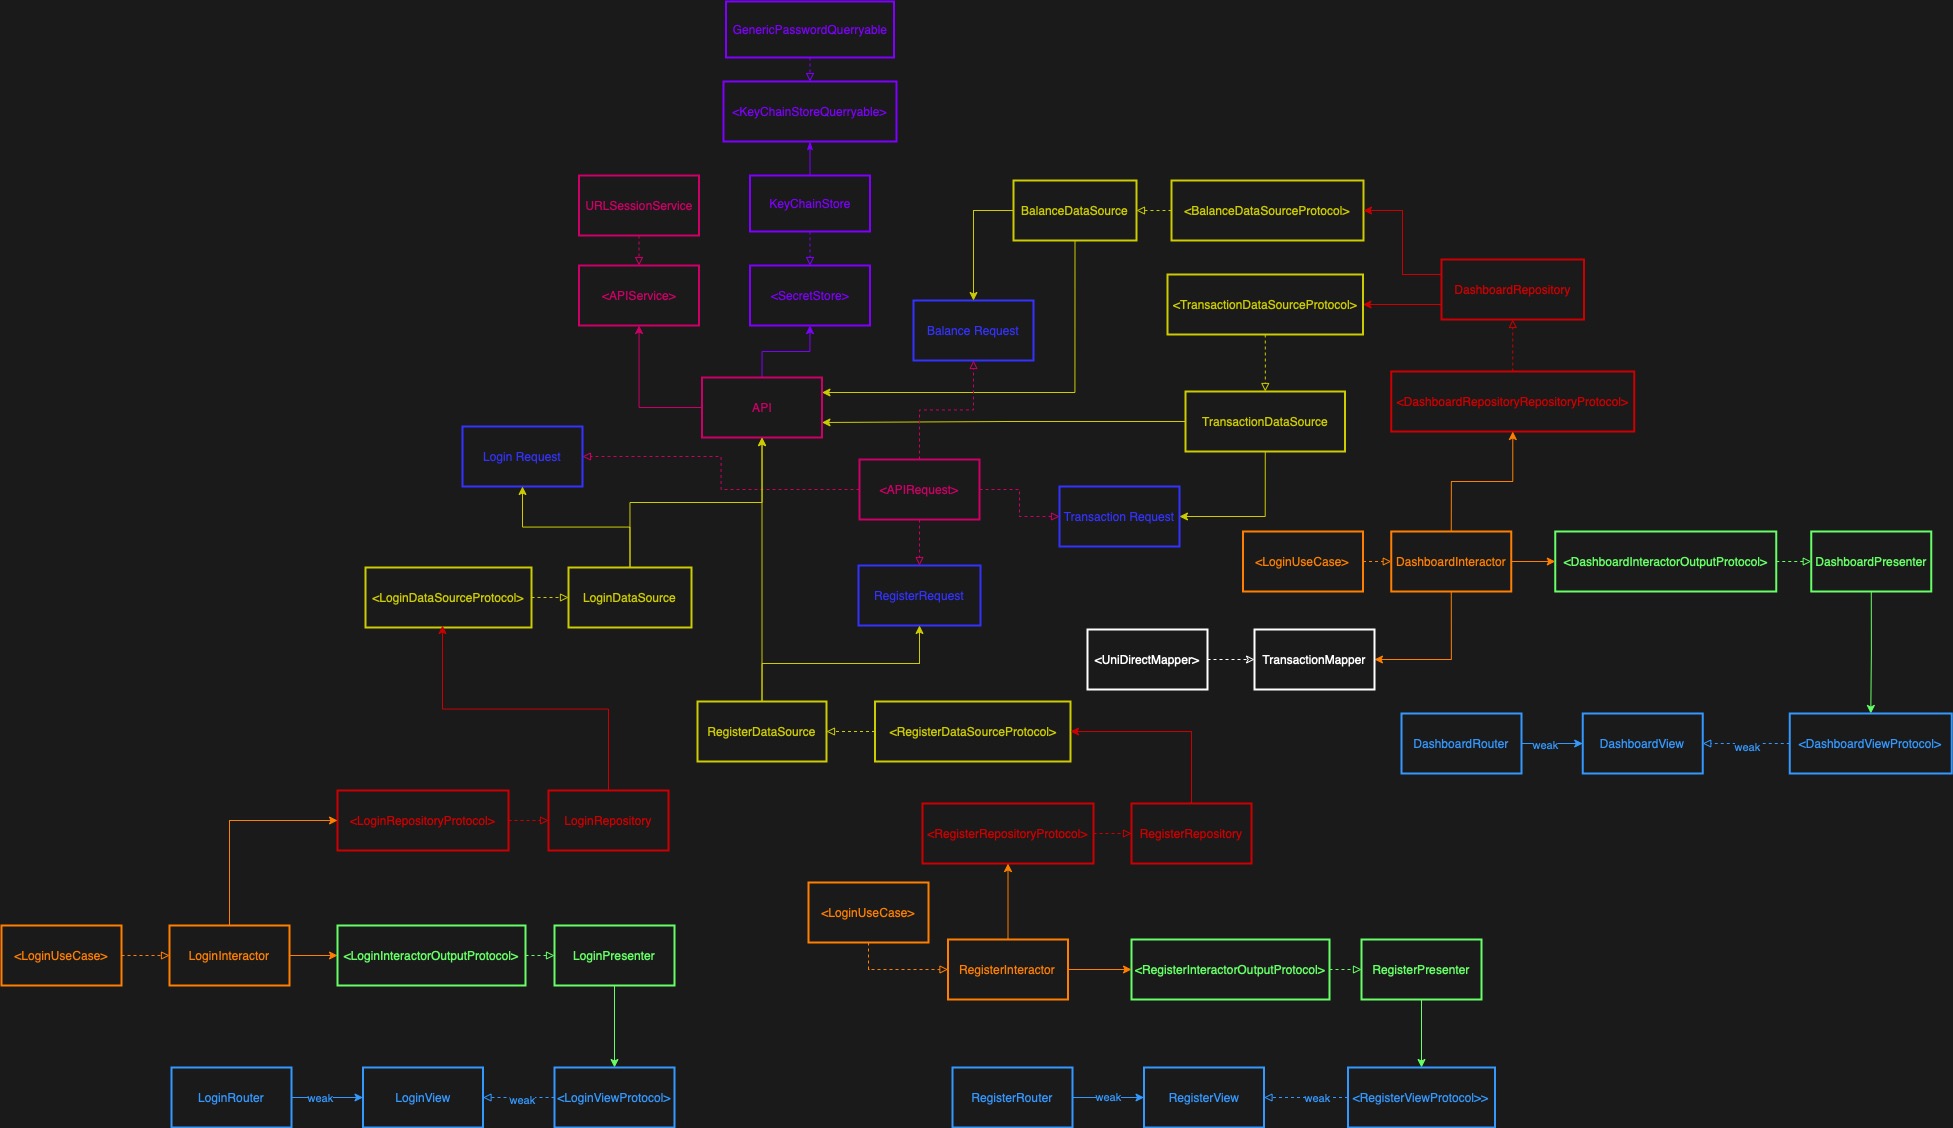 GenericPasswordQuerryable
<KeyChainStoreQuerryable>
URLSessionService
KeyChainStore
BalanceDataSource
<BalanceDataSourceProtocol>
<APIService>
<SecretStore>
DashboardRepository
<TransactionDataSourceProtocol>
Balance Request
API
<DashboardRepositoryRepositoryProtocol>
TransactionDataSource
Login Request
<APIRequest>
Transaction Request
<LoginUseCase>
DashboardInteractor
<DashboardInteractorOutputProtocol>
DashboardPresenter
<LoginDataSourceProtocol>
LoginDataSource
RegisterRequest
<UniDirectMapper>
TransactionMapper
RegisterDataSource
<RegisterDataSourceProtocol>
DashboardRouter
weak
DashboardView
weak
<DashboardViewProtocol>
<LoginRepositoryProtocol>
LoginRepository
<RegisterRepositoryProtocol>
RegisterRepository
<LoginUseCase>
<LoginUseCase>
LoginInteractor
<LoginInteractorOutputProtocol>
LoginPresenter
RegisterInteractor
<RegisterInteractorOutputProtocol>
RegisterPresenter
LoginRouter
weak
LoginView
weak
<LoginViewProtocol>
RegisterRouter
weak
RegisterView
weak
<RegisterViewProtocol>>